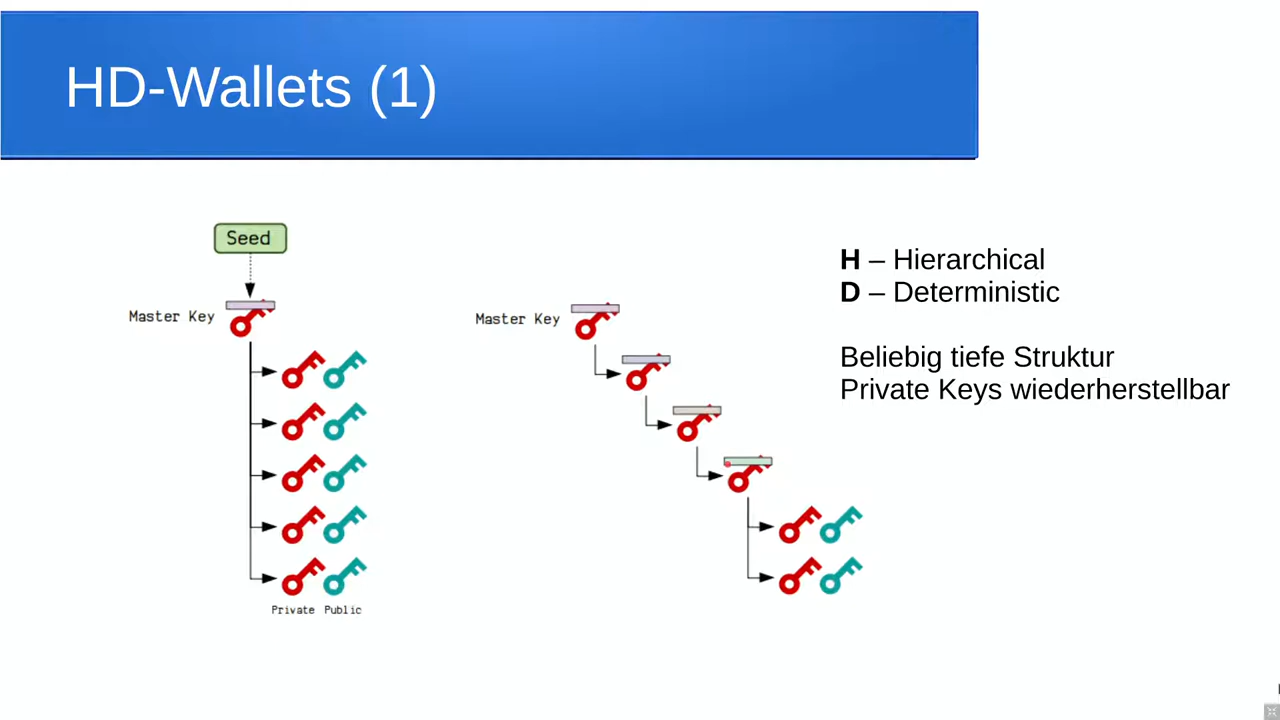 HD-Wallets (1)
Seed
Master Key
Private Public
Master Key
H – Hierarchical
D – Deterministic
Beliebig tiefe Struktur
Private Keys wiederherstellbar